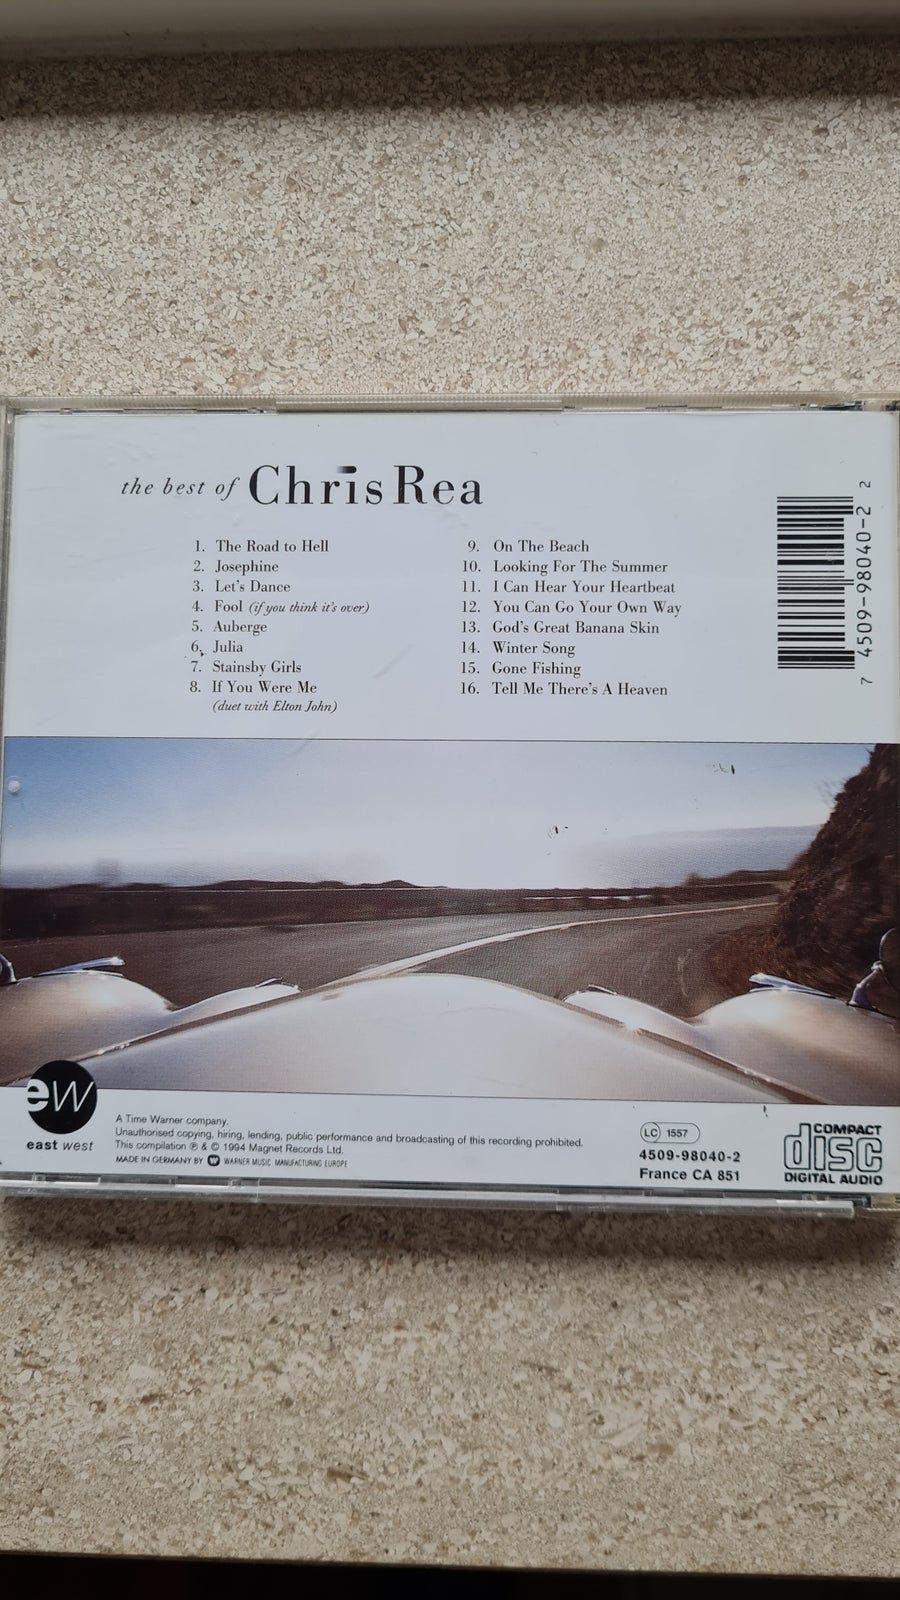 the best of Chris Rea
1. The Road to Hell
2. Josephine
3. Let's Dance
4. Fool (if you think it's over)
5. Auberge
6. Julia
7. Stainsby Girls
8. If You Were Me
(duet with Elton John)
9. On The Beach
10. Looking For The Summer
11. I Can Hear Your Heartbeat
12. You Can Go Your Own Way
13. God's Great Banana Skin
14. Winter Song
15. Gone Fishing
16. Tell Me There's A Heaven
7 4509-98040-2 2
ew
east west
A Time Warner company.
Unauthorised copying, hiring, lending, public performance and broadcasting of this recording prohibited.
This compilation ℗ & © 1994 Magnet Records Ltd.
MADE IN GERMANY BY WARNER MUSIC MANUFACTURING EUROPE
LC 1557
4509-98040-2
France CA 851
COMPACT
disc
DIGITAL AUDIO